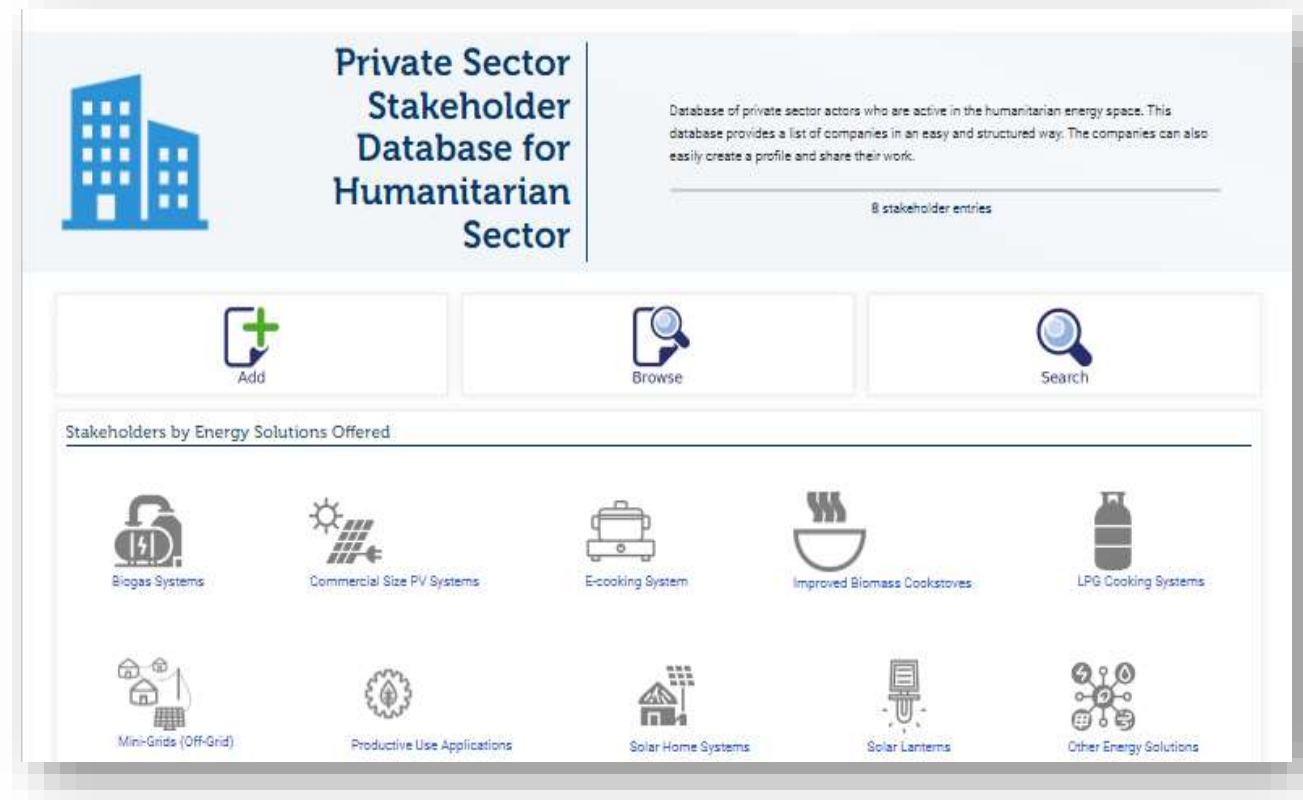 Private Sector
Stakeholder
Database for
Humanitarian
Sector
Database of private sector actors who are active in the humanitarian energy space. This
database provides a list of companies in an easy and structured way. The companies can also
easily create a profile and share their work.
8 stakeholder entries
Add
Browse
Search
Stakeholders by Energy Solutions Offered
Biogas Systems
Commercial Size PV Systems
E-cooking System
Improved Biomass Cookstoves
LPG Cooking Systems
Mini-Grids (Off-Grid)
Productive Use Applications
Solar Home Systems
Solar Lanterns
Other Energy Solutions